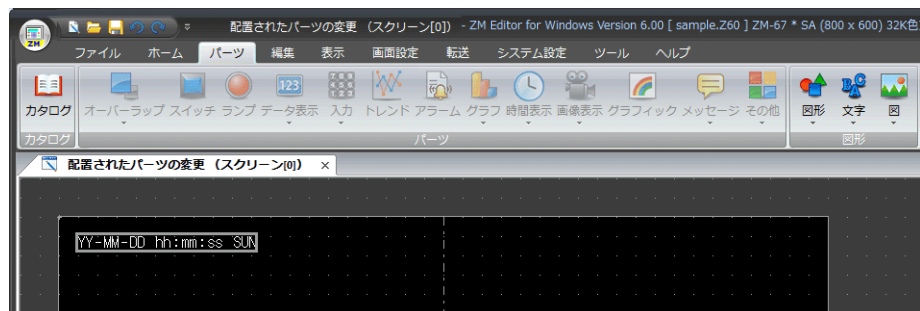 配置されたパーツの変更 (スクリーン[0]) - ZM Editor for Windows Version 6.00 [ sample.Z60 ] ZM-67 * SA (800 x 600) 32K色
ZM
ファイル ホーム パーツ 編集 表示 画面設定 転送 システム設定 ツール ヘルプ
123
カタログ オーバーラップ スイッチ ランプ データ表示 入力 トレンド アラーム グラフ 時間表示 画像表示 グラフィック メッセージ その他 図形 文字 図
カタログ パーツ 図形
配置されたパーツの変更 (スクリーン[0]) ×
YY-MM-DD hh:mm:ss SUN